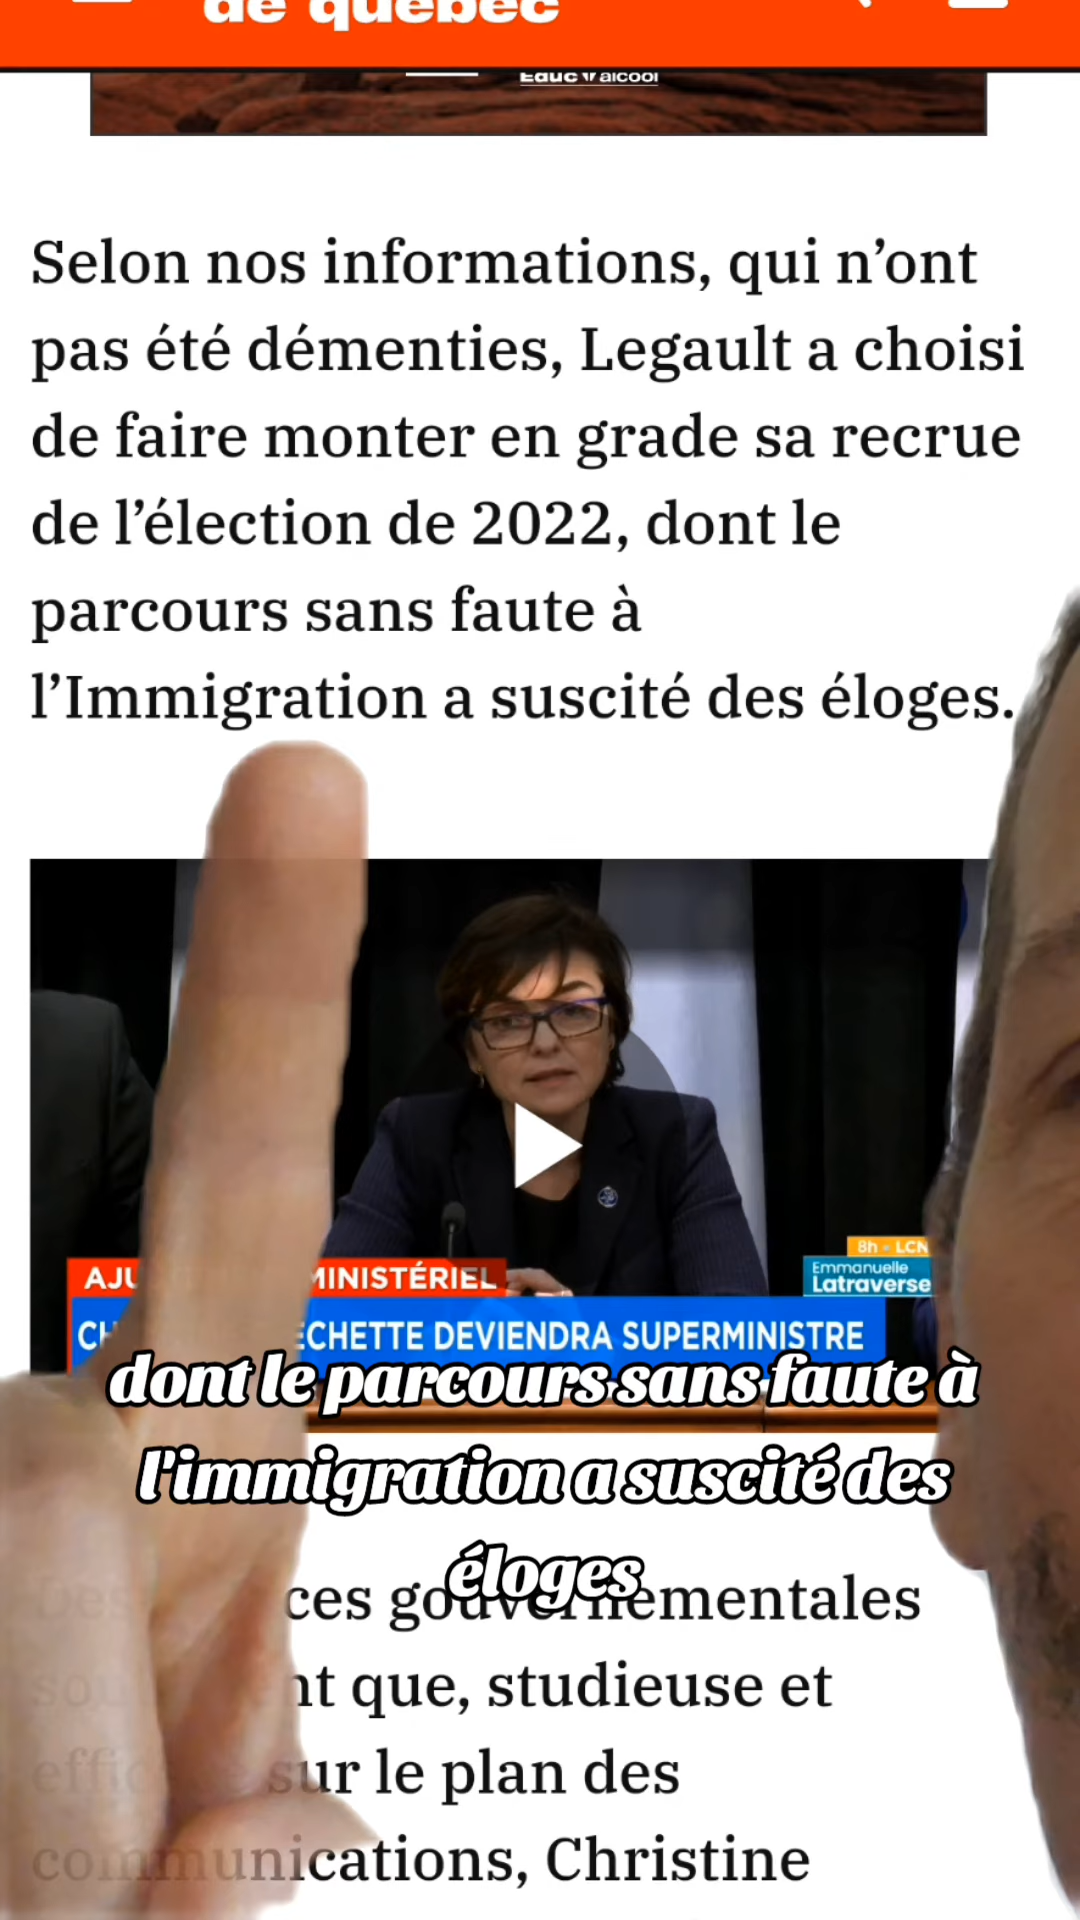 de québec
Éduc alcool
Selon nos informations, qui n’ont
pas été démenties, Legault a choisi
de faire monter en grade sa recrue
de l’élection de 2022, dont le
parcours sans faute à
l’Immigration a suscité des éloges.
8h - LCN
Emmanuelle
Latraverse
MINISTÉRIEL
DEVIENDRA SUPERMINISTRE
dont le parcours sans faute à
l'immigration a suscité des
éloges
gouvernementales
que, studieuse et
sur le plan des
communications, Christine